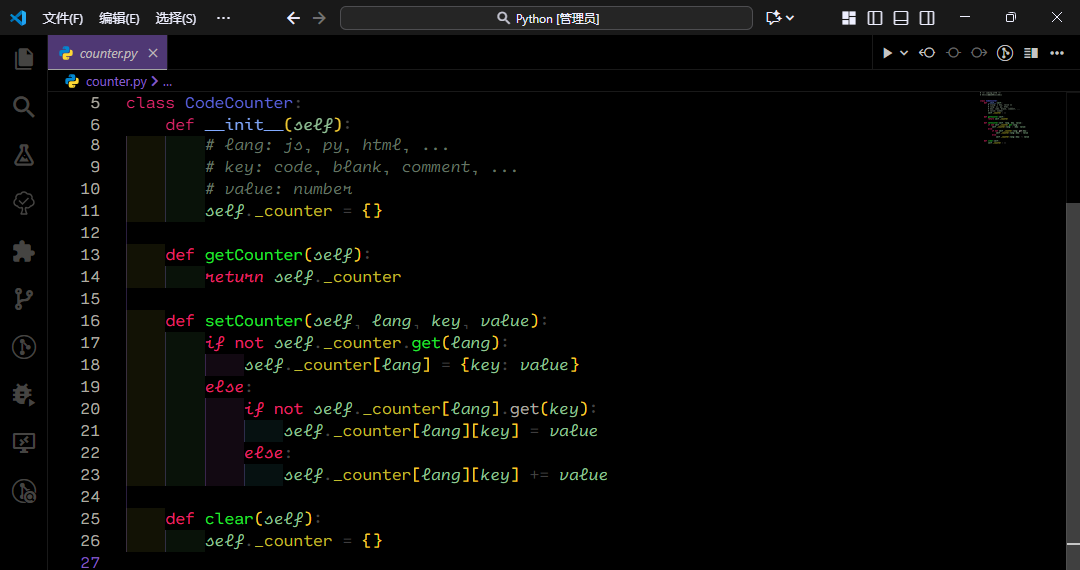 文件(F) 编辑(E) 选择(S) ··· Python [管理员]
counter.py
counter.py > ...
5 class CodeCounter:
6 def __init__(self):
8 # lang: js, py, html, ...
9 # key: code, blank, comment, ...
10 # value: number
11 self._counter = {}
12
13 def getCounter(self):
14 return self._counter
15
16 def setCounter(self, lang, key, value):
17 if not self._counter.get(lang):
18 self._counter[lang] = {key: value}
19 else:
20 if not self._counter[lang].get(key):
21 self._counter[lang][key] = value
22 else:
23 self._counter[lang][key] += value
24
25 def clear(self):
26 self._counter = {}
27